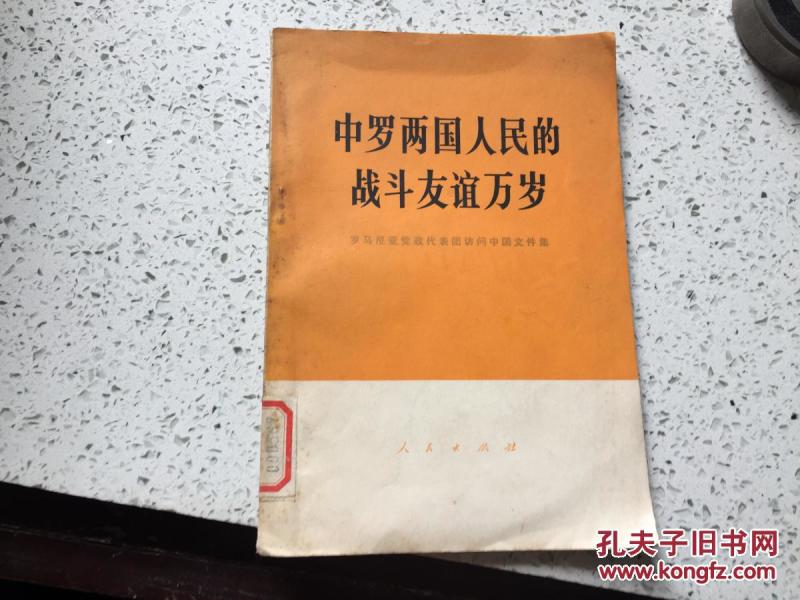 中罗两国人民的
战斗友谊万岁
罗马尼亚党政代表团访问中国文件集
人民出版社
孔夫子旧书网
www.kongfz.com